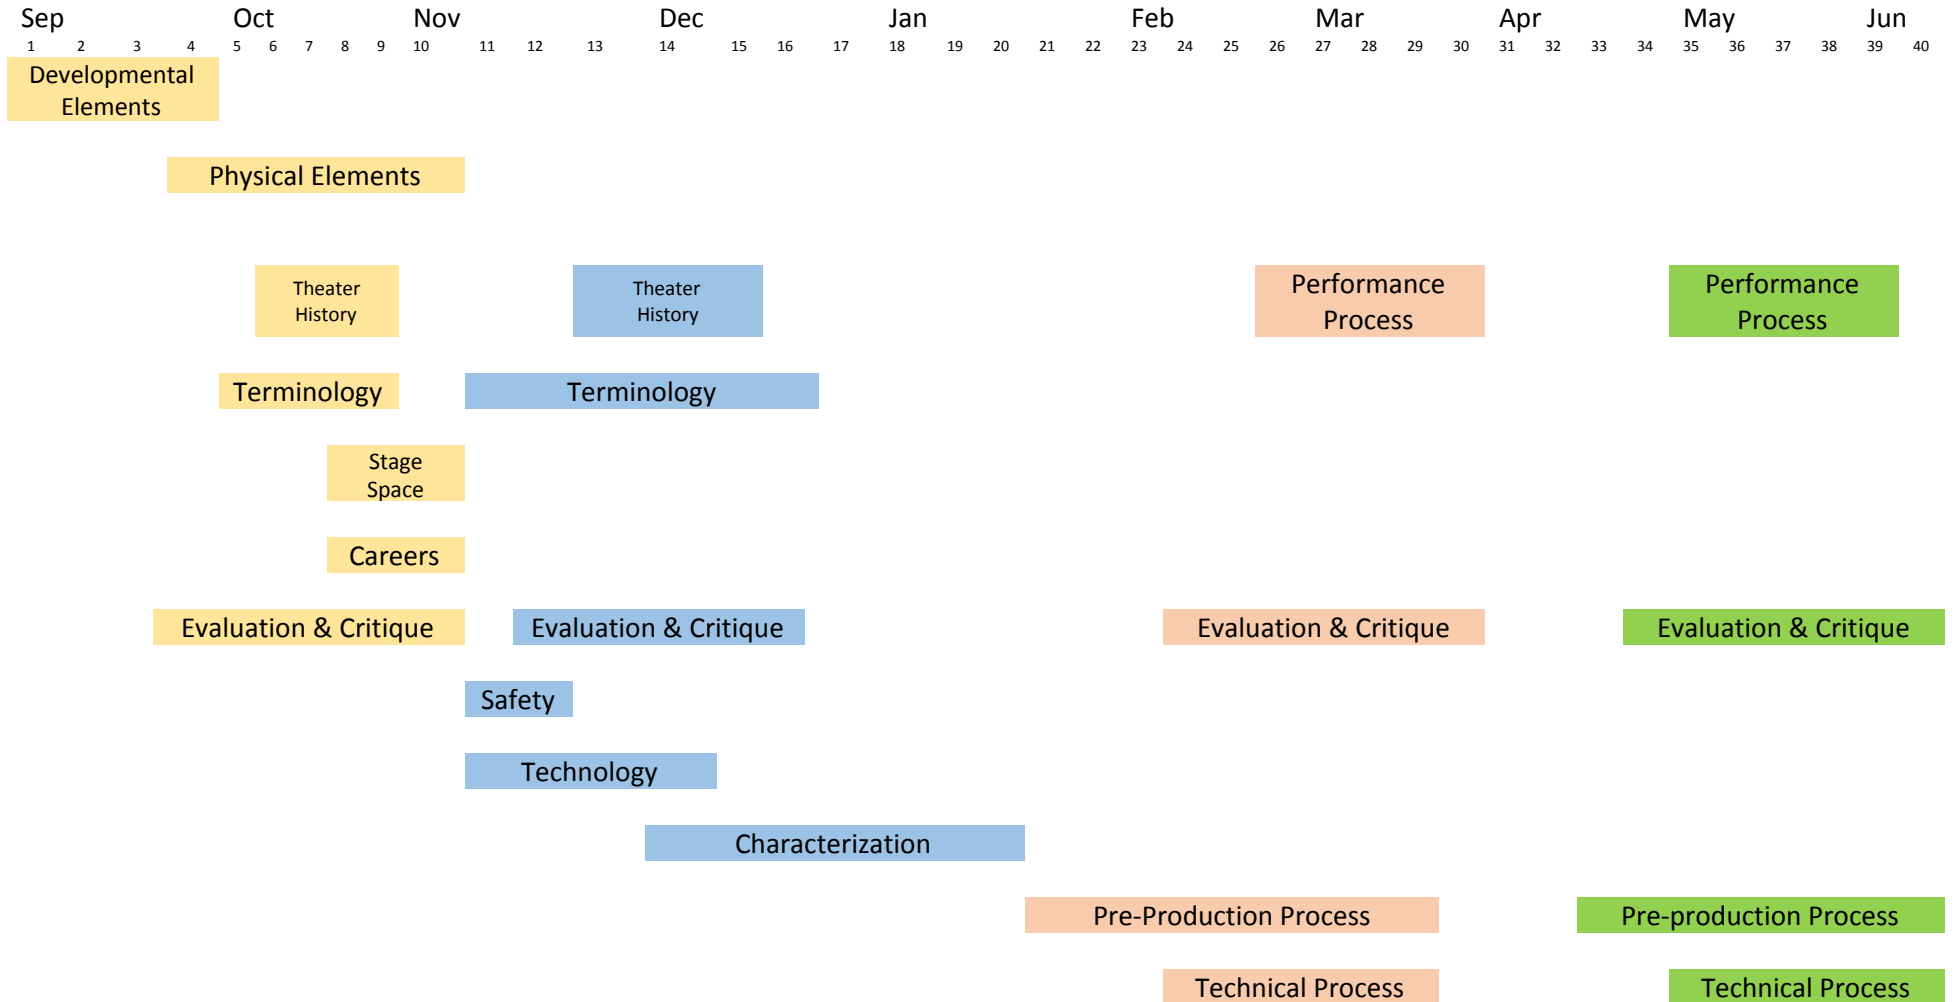 Sep Oct Nov Dec Jan Feb Mar Apr May Jun
1 2 3 4 5 6 7 8 9 10 11 12 13 14 15 16 17 18 19 20 21 22 23 24 25 26 27 28 29 30 31 32 33 34 35 36 37 38 39 40
Developmental
Elements
Physical Elements
Theater
History
Theater
History
Performance
Process
Performance
Process
Terminology Terminology
Stage
Space
Careers
Evaluation & Critique Evaluation & Critique Evaluation & Critique Evaluation & Critique
Safety
Technology
Characterization
Pre-Production Process Pre-production Process
Technical Process Technical Process